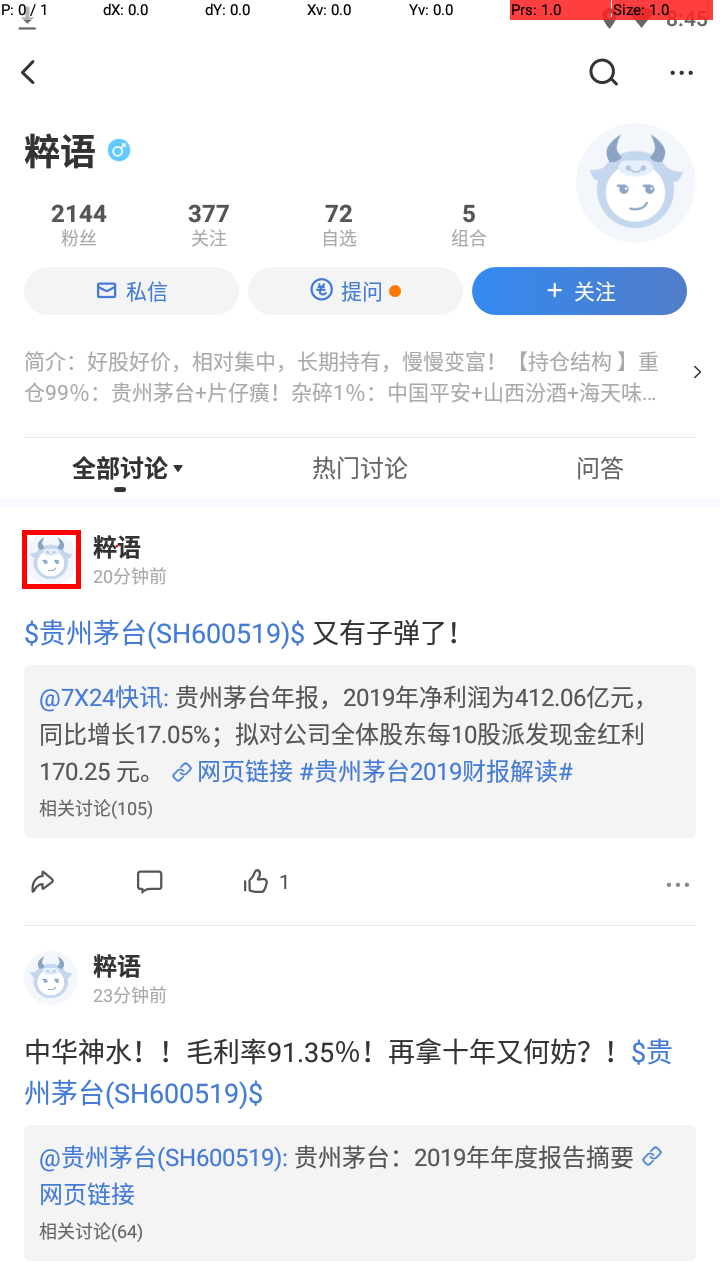 P: 0 / 1 dX: 0.0 dY: 0.0 Xv: 0.0 Yv: 0.0 Prs: 1.0 Size: 1.0
8:45
粹语
2144 377 72 5
粉丝 关注 自选 组合
私信 提问 + 关注
简介：好股好价，相对集中，长期持有，慢慢变富！【持仓结构 】重
仓99%：贵州茅台+片仔癀！杂碎1%：中国平安+山西汾酒+海天味...
全部讨论 热门讨论 问答
粹语
20分钟前
$贵州茅台(SH600519)$ 又有子弹了！
@7X24快讯: 贵州茅台年报，2019年净利润为412.06亿元，
同比增长17.05%；拟对公司全体股东每10股派发现金红利
170.25 元。 网页链接 #贵州茅台2019财报解读#
相关讨论(105)
1
粹语
23分钟前
中华神水！！毛利率91.35%！再拿十年又何妨？！$贵
州茅台(SH600519)$
@贵州茅台(SH600519): 贵州茅台：2019年年度报告摘要
网页链接
相关讨论(64)